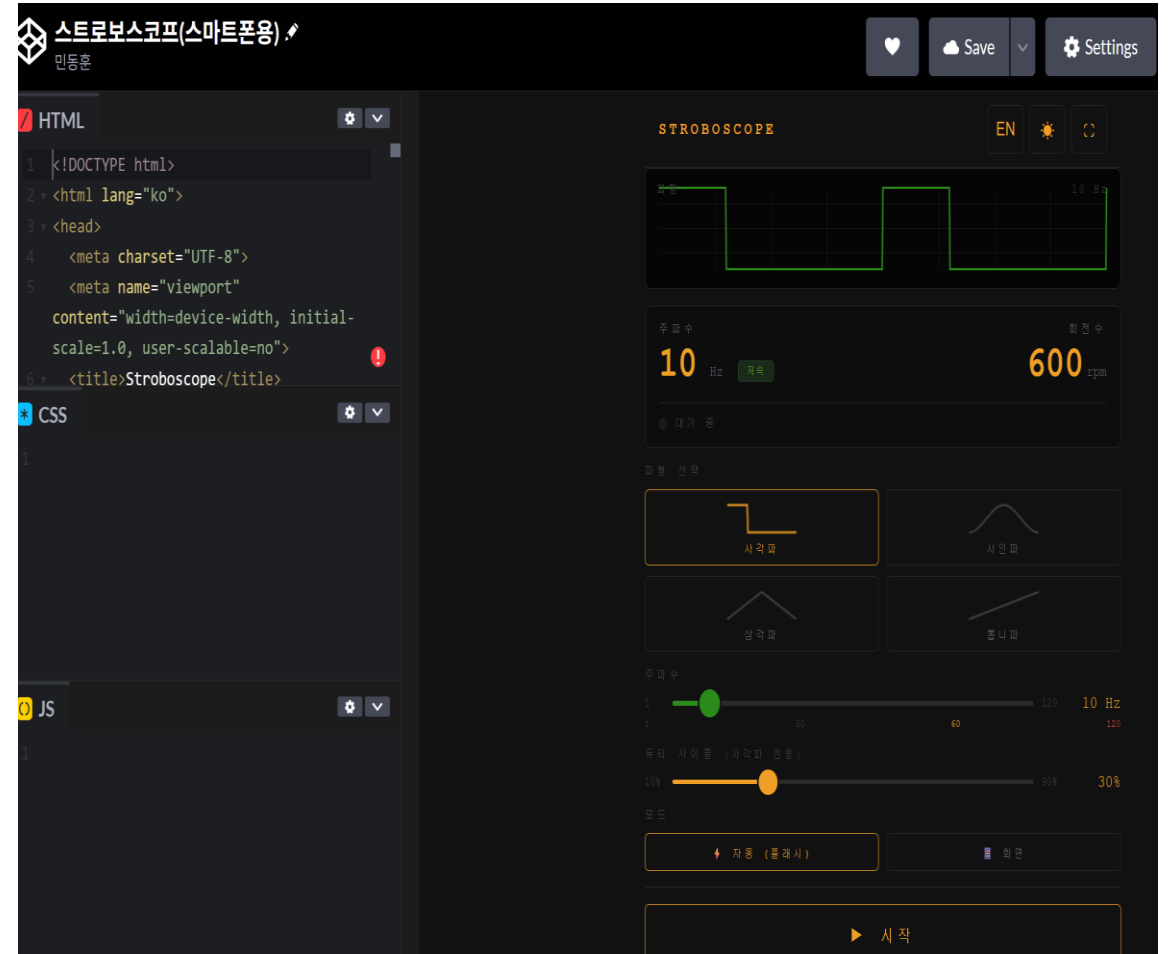 스트로보스코프(스마트폰용)
민동훈
Save
Settings
HTML
1 <!DOCTYPE html>
2 <html lang="ko">
3 <head>
4 <meta charset="UTF-8">
5 <meta name="viewport"
content="width=device-width, initial-
scale=1.0, user-scalable=no">
6 <title>Stroboscope</title>
CSS
1
JS
1
STROBOSCOPE
EN
파형
10 Hz
주파수
회전수
10 Hz 저속
600 rpm
대기 중
파형 선택
사각파
사인파
삼각파
톱니파
주파수
1 120 10 Hz
1 30 60 120
듀티 사이클 (사각파 전용)
10% 90% 30%
모드
자동 (플래시)
화면
시작